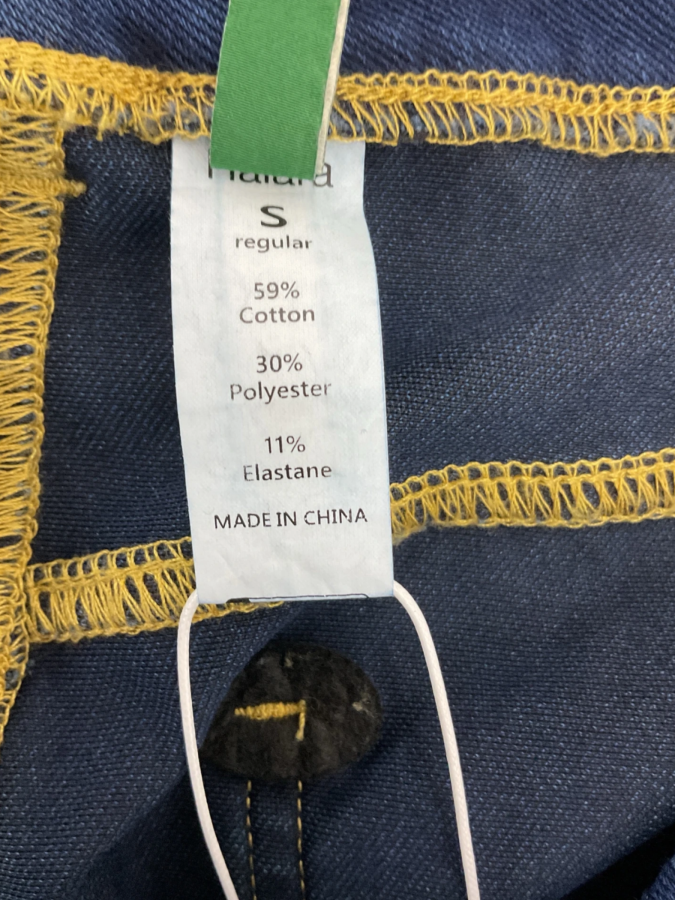 S
regular
59%
Cotton
30%
Polyester
11%
Elastane
MADE IN CHINA